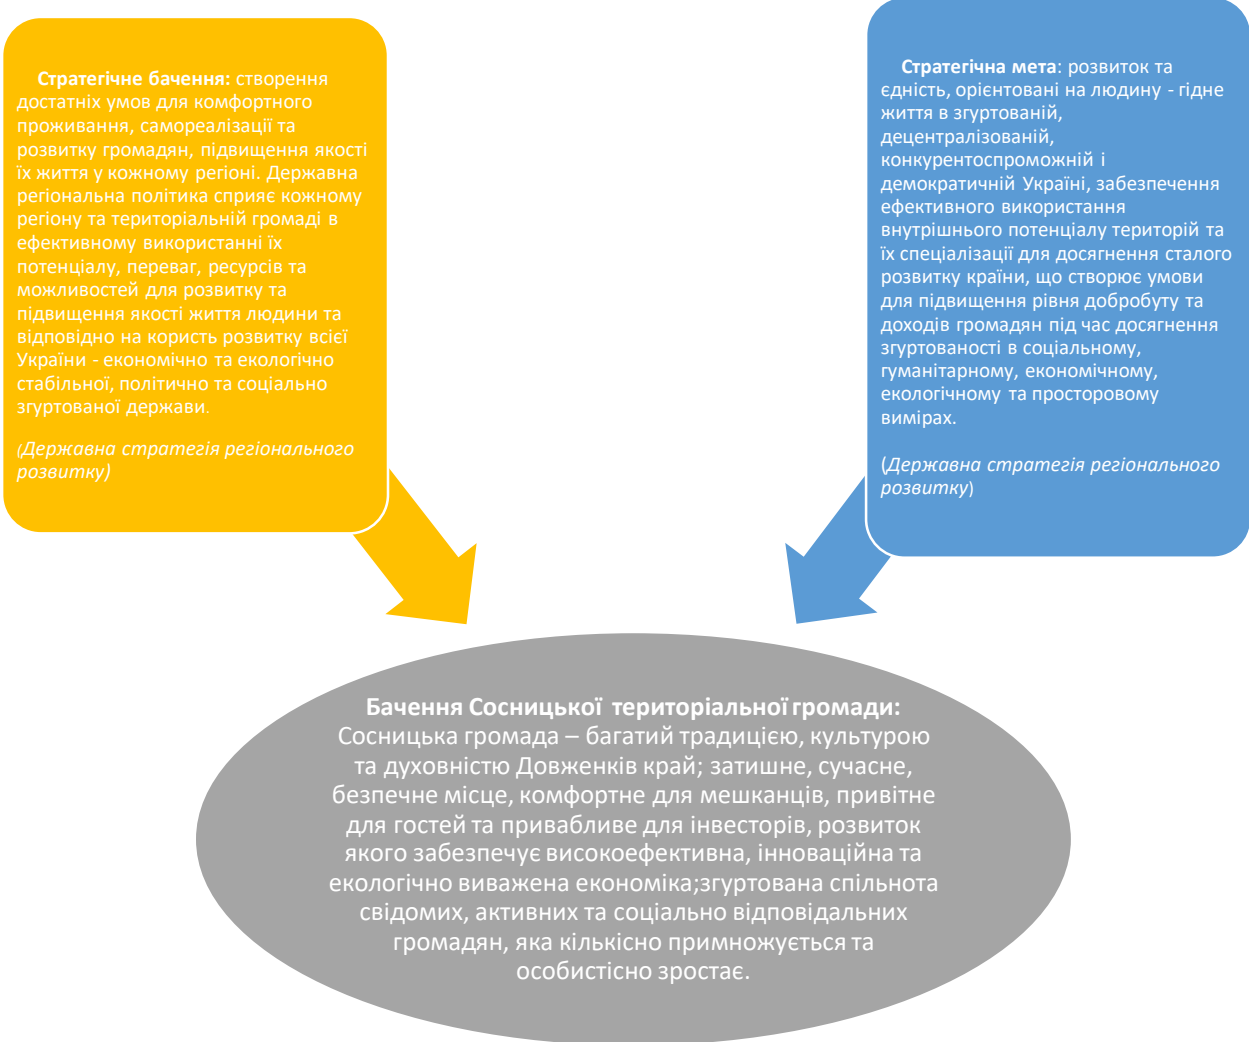 Стратегічне бачення: створення
достатніх умов для комфортного
проживання, самореалізації та
розвитку громадян, підвищення якості
їх життя у кожному регіоні. Державна
регіональна політика сприяє кожному
регіону та територіальній громаді в
ефективному використанні їх
потенціалу, переваг, ресурсів та
можливостей для розвитку та
підвищення якості життя людини та
відповідно на користь розвитку всієї
України - економічно та екологічно
стабільної, політично та соціально
згуртованої держави.
(Державна стратегія регіонального
розвитку)
Стратегічна мета: розвиток та
єдність, орієнтовані на людину - гідне
життя в згуртованій,
децентралізованій,
конкурентоспроможній і
демократичній Україні, забезпечення
ефективного використання
внутрішнього потенціалу територій та
їх спеціалізації для досягнення сталого
розвитку країни, що створює умови
для підвищення рівня добробуту та
доходів громадян під час досягнення
згуртованості в соціальному,
гуманітарному, економічному,
екологічному та просторовому
вимірах.
(Державна стратегія регіонального
розвитку)
Бачення Сосницької територіальної громади:
Сосницька громада – багатий традицією, культурою
та духовністю Довженків край; затишне, сучасне,
безпечне місце, комфортне для мешканців, привітне
для гостей та привабливе для інвесторів, розвиток
якого забезпечує високоефективна, інноваційна та
екологічно виважена економіка;згуртована спільнота
свідомих, активних та соціально відповідальних
громадян, яка кількісно примножується та
особистісно зростає.